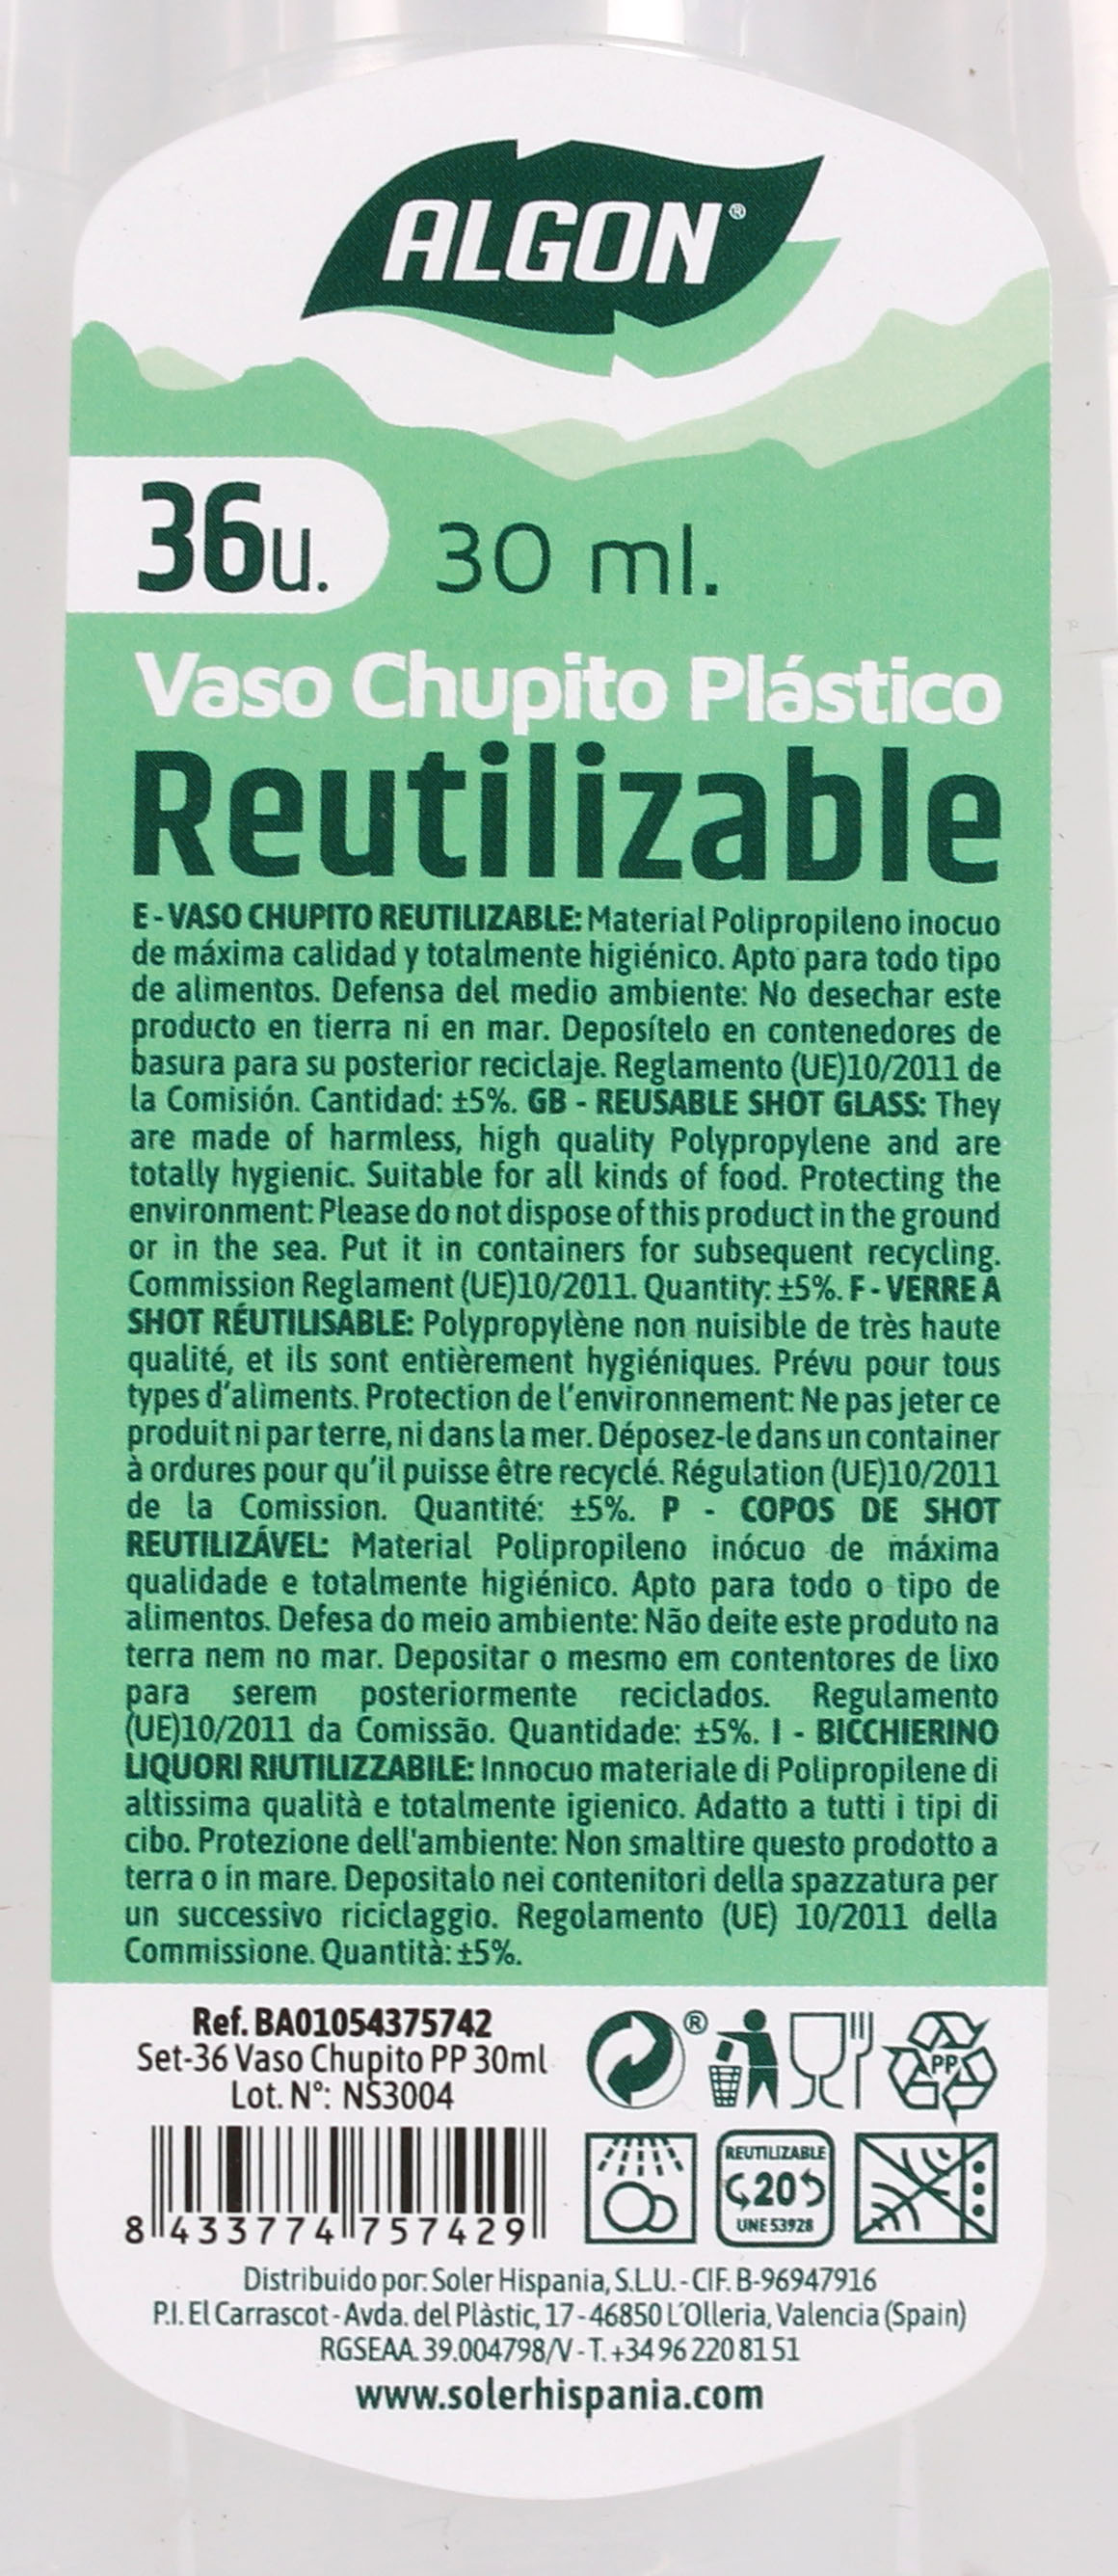 ALGON®
36u. 30 ml.
Vaso Chupito Plástico
Reutilizable
E - VASO CHUPITO REUTILIZABLE: Material Polipropileno inocuo
de máxima calidad y totalmente higiénico. Apto para todo tipo
de alimentos. Defensa del medio ambiente: No desechar este
producto en tierra ni en mar. Deposítelo en contenedores de
basura para su posterior reciclaje. Reglamento (UE)10/2011 de
la Comisión. Cantidad: ±5%. GB - REUSABLE SHOT GLASS: They
are made of harmless, high quality Polypropylene and are
totally hygienic. Suitable for all kinds of food. Protecting the
environment: Please do not dispose of this product in the ground
or in the sea. Put it in containers for subsequent recycling.
Commission Reglament (UE)10/2011. Quantity: ±5%. F - VERRE A
SHOT RÉUTILISABLE: Polypropylène non nuisible de très haute
qualité, et ils sont entièrement hygiéniques. Prévu pour tous
types d'aliments. Protection de l'environnement: Ne pas jeter ce
produit ni par terre, ni dans la mer. Déposez-le dans un container
à ordures pour qu'il puisse être recyclé. Régulation (UE)10/2011
de la Comission. Quantité: ±5%. P - COPOS DE SHOT
REUTILIZÁVEL: Material Polipropileno inócuo de máxima
qualidade e totalmente higiénico. Apto para todo o tipo de
alimentos. Defesa do meio ambiente: Não deite este produto na
terra nem no mar. Depositar o mesmo em contentores de lixo
para serem posteriormente reciclados. Regulamento
(UE)10/2011 da Comissão. Quantidade: ±5%. I - BICCHIERINO
LIQUORI RIUTILIZZABILE: Innocuo materiale di Polipropilene di
altissima qualità e totalmente igienico. Adatto a tutti i tipi di
cibo. Protezione dell'ambiente: Non smaltire questo prodotto a
terra o in mare. Depositalo nei contenitori della spazzatura per
un successivo riciclaggio. Regolamento (UE) 10/2011 della
Commissione. Quantità: ±5%.
Ref. BA01054375742
Set-36 Vaso Chupito PP 30ml
Lot. N°: NS3004
8 433774 757429
®
PP
REUTILIZABLE
20
UNE 53928
Distribuido por: Soler Hispania, S.L.U. - CIF. B-96947916
P.I. El Carrascot - Avda. del Plàstic, 17 - 46850 L'Olleria, Valencia (Spain)
RGSEAA. 39.004798/V - T. +34 96 220 81 51
www.solerhispania.com